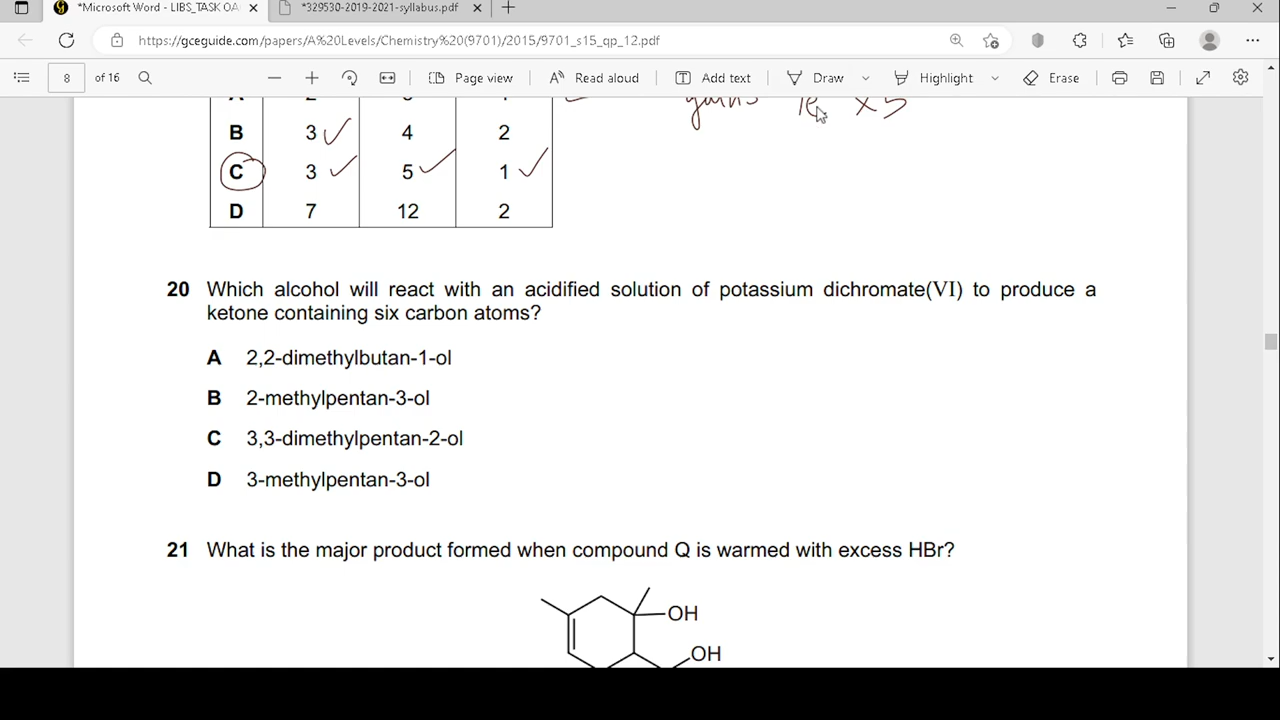 *Microsoft Word - LIBS_TASK OA
*329530-2019-2021-syllabus.pdf
https://gceguide.com/papers/A%20Levels/Chemistry%20(9701)/2015/9701_s15_qp_12.pdf
8 of 16 Page view Read aloud Add text Draw Highlight Erase
gains 1e x 5
B 3 4 2
C 3 5 1
D 7 12 2
20 Which alcohol will react with an acidified solution of potassium dichromate(VI) to produce a
ketone containing six carbon atoms?
A 2,2-dimethylbutan-1-ol
B 2-methylpentan-3-ol
C 3,3-dimethylpentan-2-ol
D 3-methylpentan-3-ol
21 What is the major product formed when compound Q is warmed with excess HBr?
OH
OH